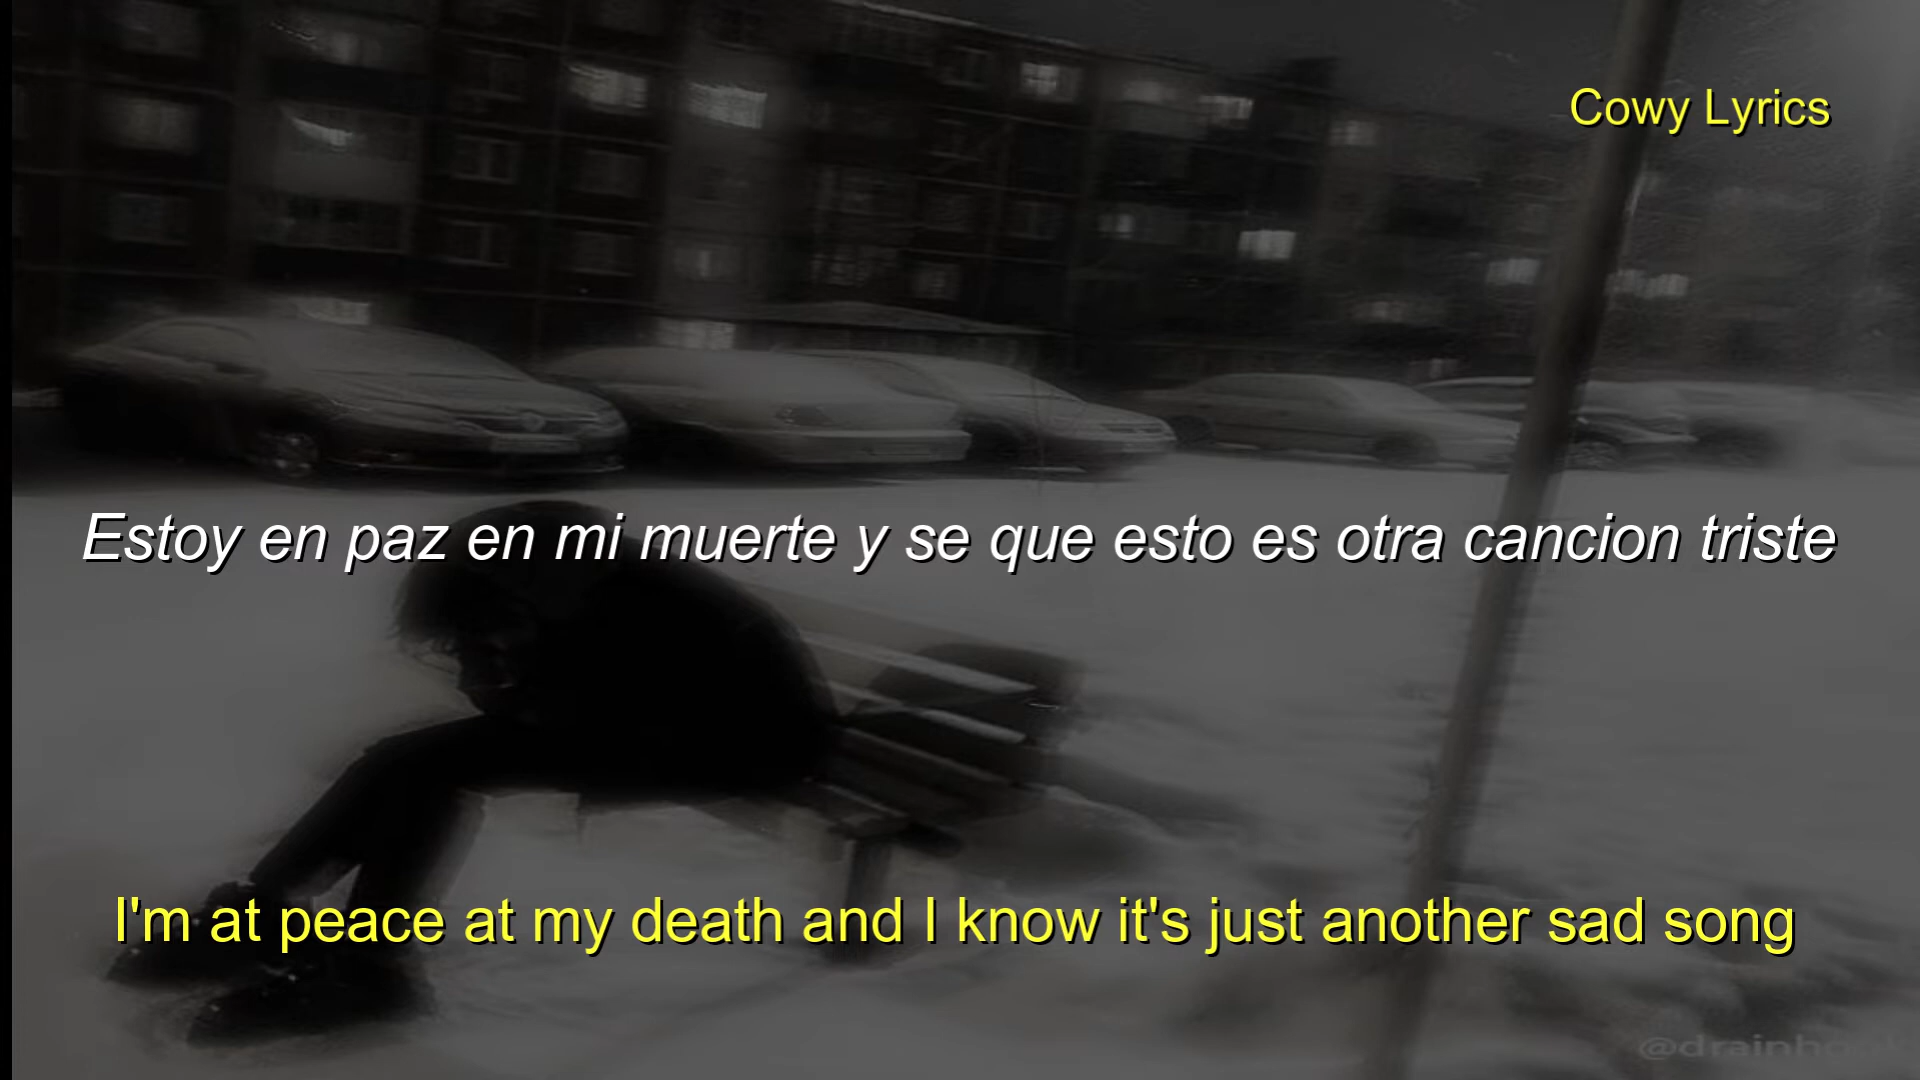 Cowy Lyrics
Estoy en paz en mi muerte y se que esto es otra cancion triste
I'm at peace at my death and I know it's just another sad song